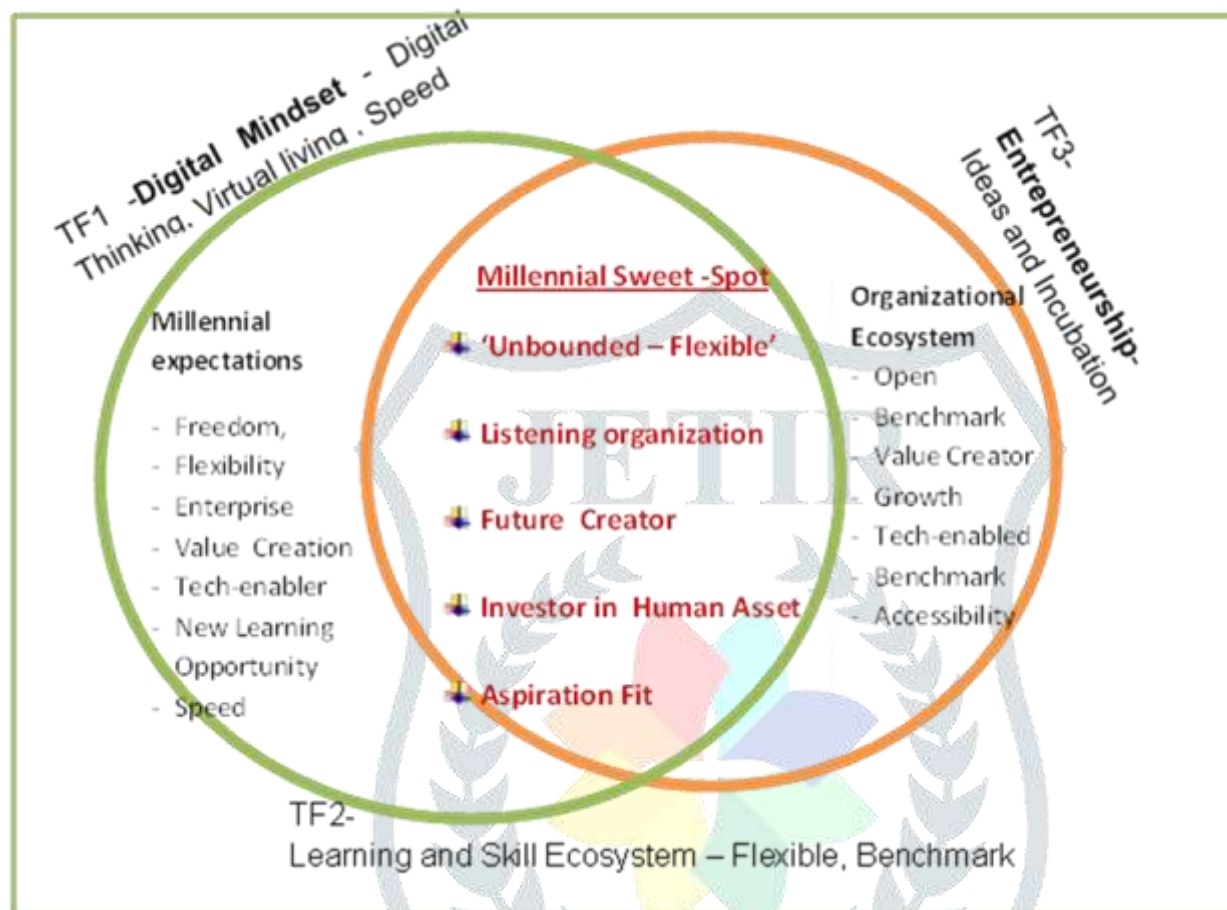 TF1 -Digital Mindset - Digital
Thinking, Virtual living , Speed
TF3-
Entrepreneurship-
Ideas and Incubation
Millennial
expectations
- Freedom,
- Flexibility
- Enterprise
- Value Creation
- Tech-enabler
- New Learning
Opportunity
- Speed
Millennial Sweet -Spot
‘Unbounded – Flexible’
Listening organization
Future Creator
Investor in Human Asset
Aspiration Fit
Organizational
Ecosystem
- Open
- Benchmark
- Value Creator
- Growth
- Tech-enabled
- Benchmark
- Accessibility
JETIR
TF2-
Learning and Skill Ecosystem – Flexible, Benchmark